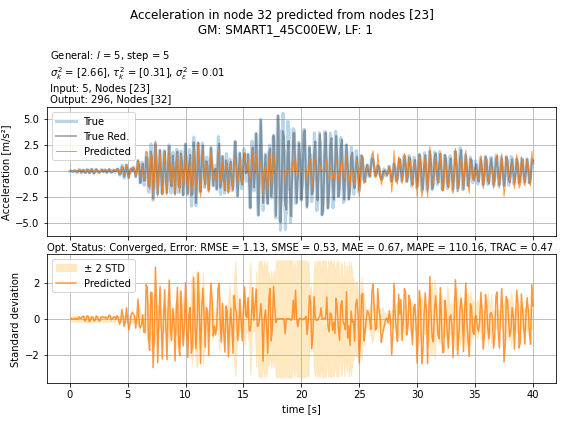 Acceleration in node 32 predicted from nodes [23]
GM: SMART1_45C00EW, LF: 1
General: l = 5, step = 5
σ²ₖ = [2.66], τ²ₖ = [0.31], σ²ε = 0.01
Input: 5, Nodes [23]
Output: 296, Nodes [32]
Acceleration [m/s²]
5.0
2.5
0.0
−2.5
−5.0
True
True Red.
Predicted
Opt. Status: Converged, Error: RMSE = 1.13, SMSE = 0.53, MAE = 0.67, MAPE = 110.16, TRAC = 0.47
Standard deviation
2
0
−2
± 2 STD
Predicted
0 5 10 15 20 25 30 35 40
time [s]